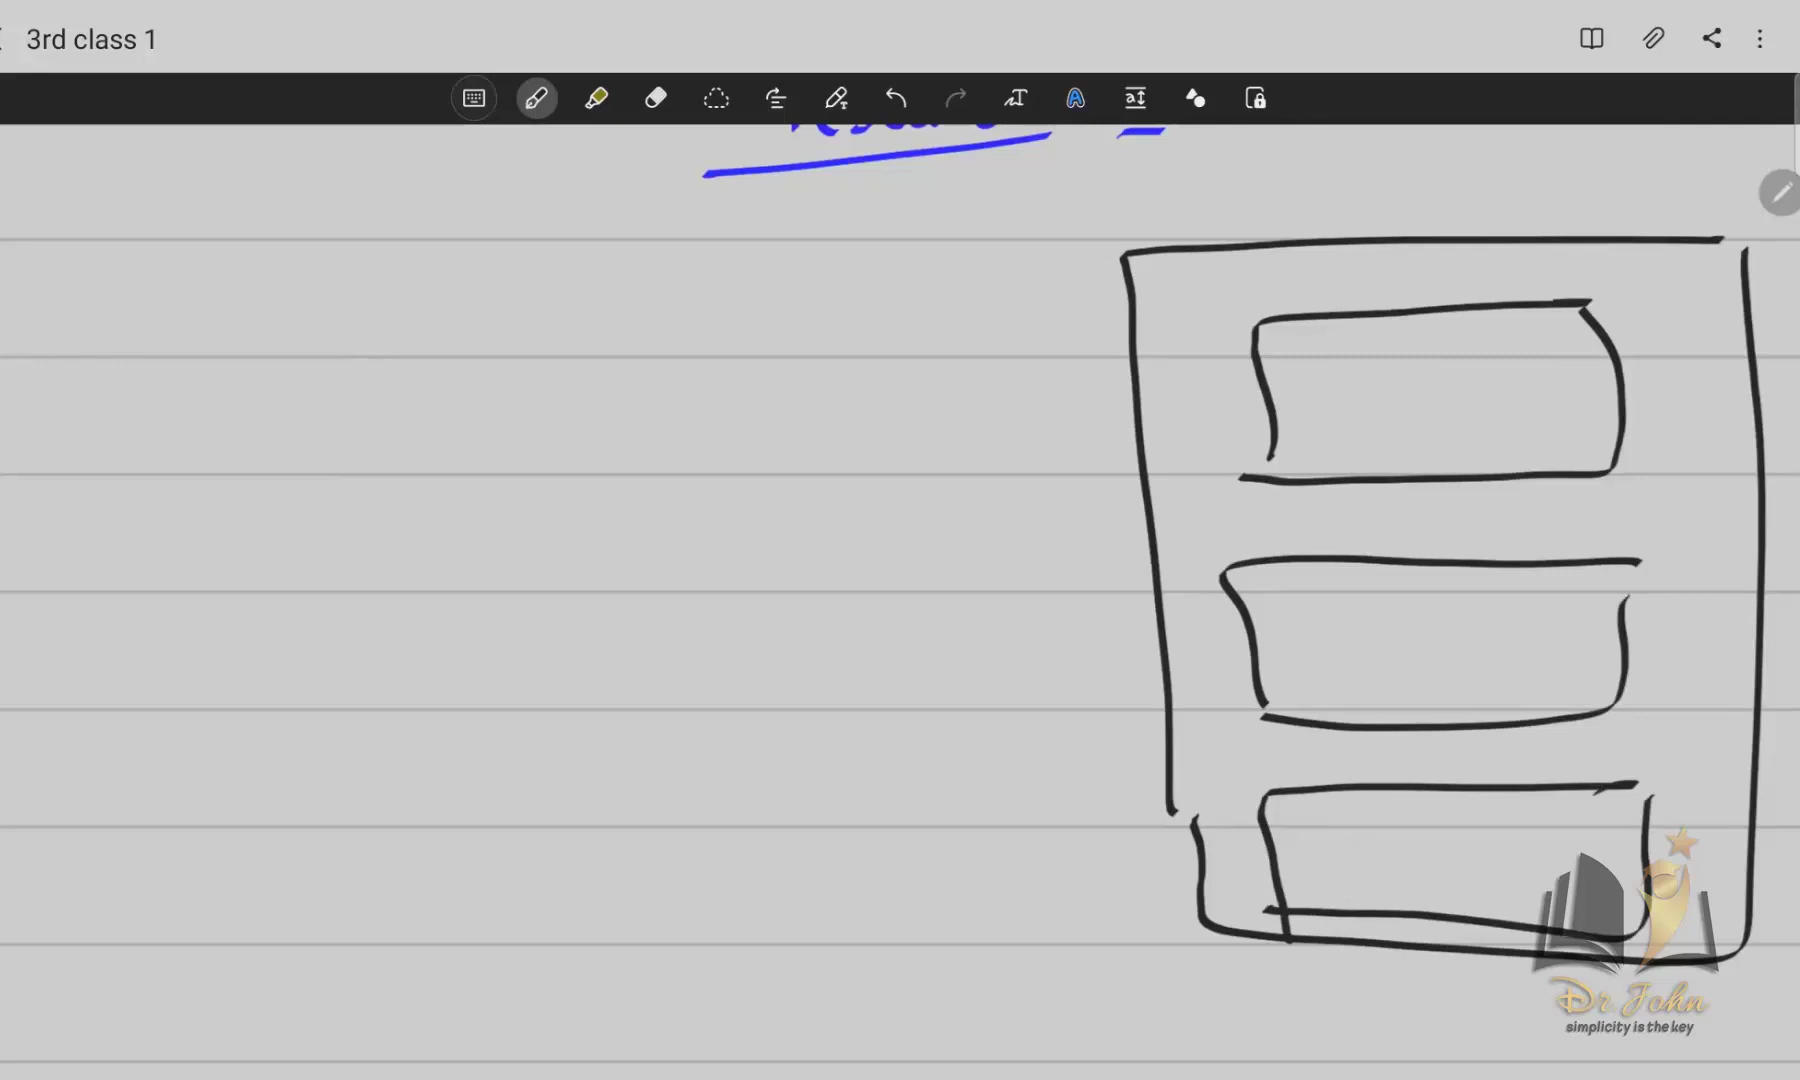 3rd class 1
Dr John
simplicity is the key